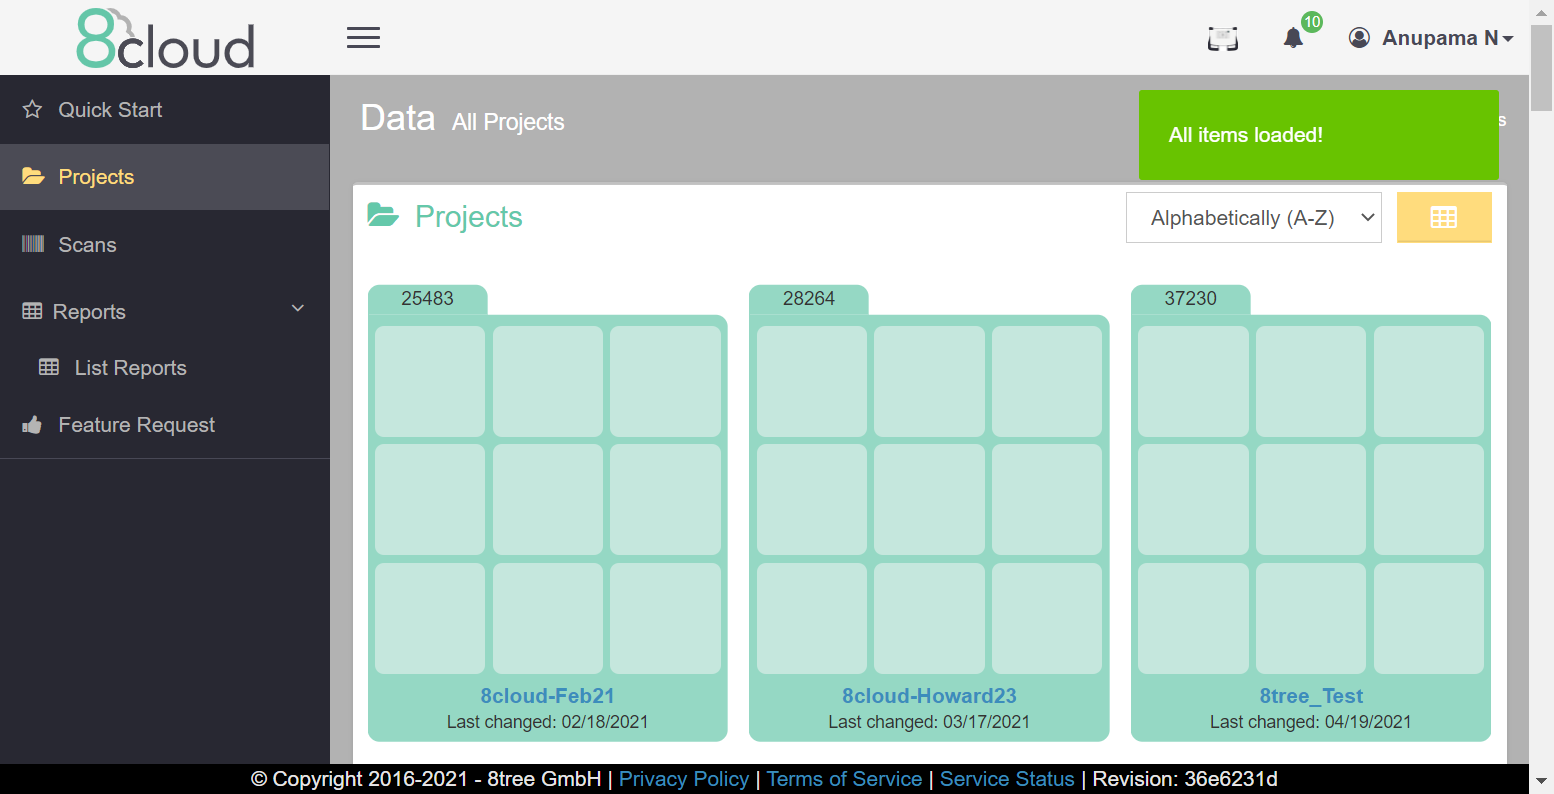 8cloud
10
Anupama N
Quick Start
Projects
Scans
Reports
List Reports
Feature Request
Data All Projects
All items loaded!
s
Projects
Alphabetically (A-Z)
25483
28264
37230
8cloud-Feb21
Last changed: 02/18/2021
8cloud-Howard23
Last changed: 03/17/2021
8tree_Test
Last changed: 04/19/2021
© Copyright 2016-2021 - 8tree GmbH | Privacy Policy | Terms of Service | Service Status | Revision: 36e6231d